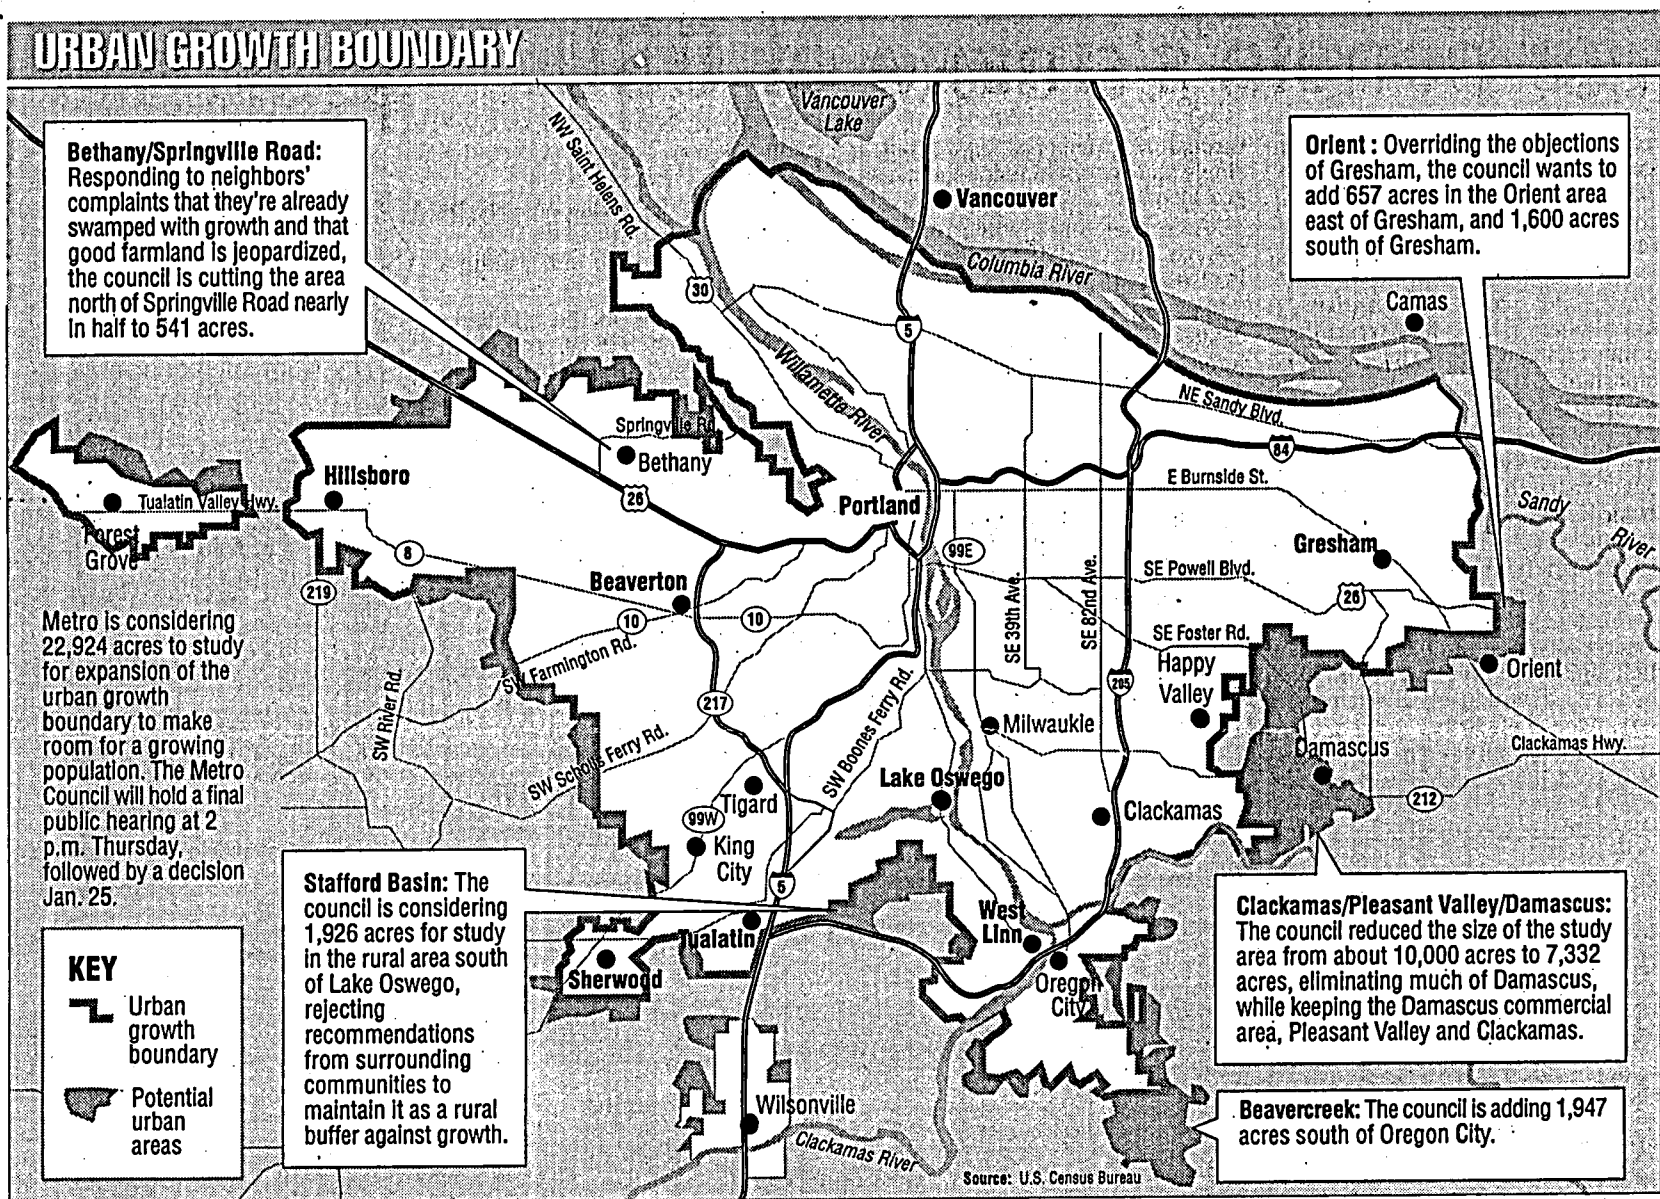 URBAN GROWTH BOUNDARY
Bethany/Springville Road:
Responding to neighbors'
complaints that they're already
swamped with growth and that
good farmland is jeopardized,
the council is cutting the area
north of Springville Road nearly
in half to 541 acres.
Orient: Overriding the objections
of Gresham, the council wants to
add 657 acres in the Orient area
east of Gresham, and 1,600 acres
south of Gresham.
Vancouver
Lake
NW Saint Helens Rd.
Vancouver
Columbia River
Camas
30
5
Willamette River
NE Sandy Blvd.
Springville Rd
Bethany
84
Hillsboro
26
E Burnside St.
Tualatin Valley Hwy.
Portland
Sandy
River
Forest
Grove
8
99E
Gresham
Beaverton
SE Powell Blvd.
219
26
10
10
SE 39th Ave.
SE 82nd Ave.
SE Foster Rd.
SW Farmington Rd.
Happy
Valley
Orient
205
217
SW River Rd.
SW Boones Ferry Rd.
Milwaukie
Damascus
Clackamas Hwy.
SW Scholls Ferry Rd.
Lake Oswego
Tigard
212
99W
Clackamas
King
City
5
West
Linn
Tualatin
Sherwood
Oregon
City
Wilsonville
Clackamas River
Metro is considering
22,924 acres to study
for expansion of the
urban growth
boundary to make
room for a growing
population. The Metro
Council will hold a final
public hearing at 2
p.m. Thursday,
followed by a decision
Jan. 25.
Stafford Basin: The
council is considering
1,926 acres for study
in the rural area south
of Lake Oswego,
rejecting
recommendations
from surrounding
communities to
maintain it as a rural
buffer against growth.
Clackamas/Pleasant Valley/Damascus:
The council reduced the size of the study
area from about 10,000 acres to 7,332
acres, eliminating much of Damascus,
while keeping the Damascus commercial
area, Pleasant Valley and Clackamas.
Beavercreek: The council is adding 1,947
acres south of Oregon City.
KEY
Urban
growth
boundary
Potential
urban
areas
Source: U.S. Census Bureau